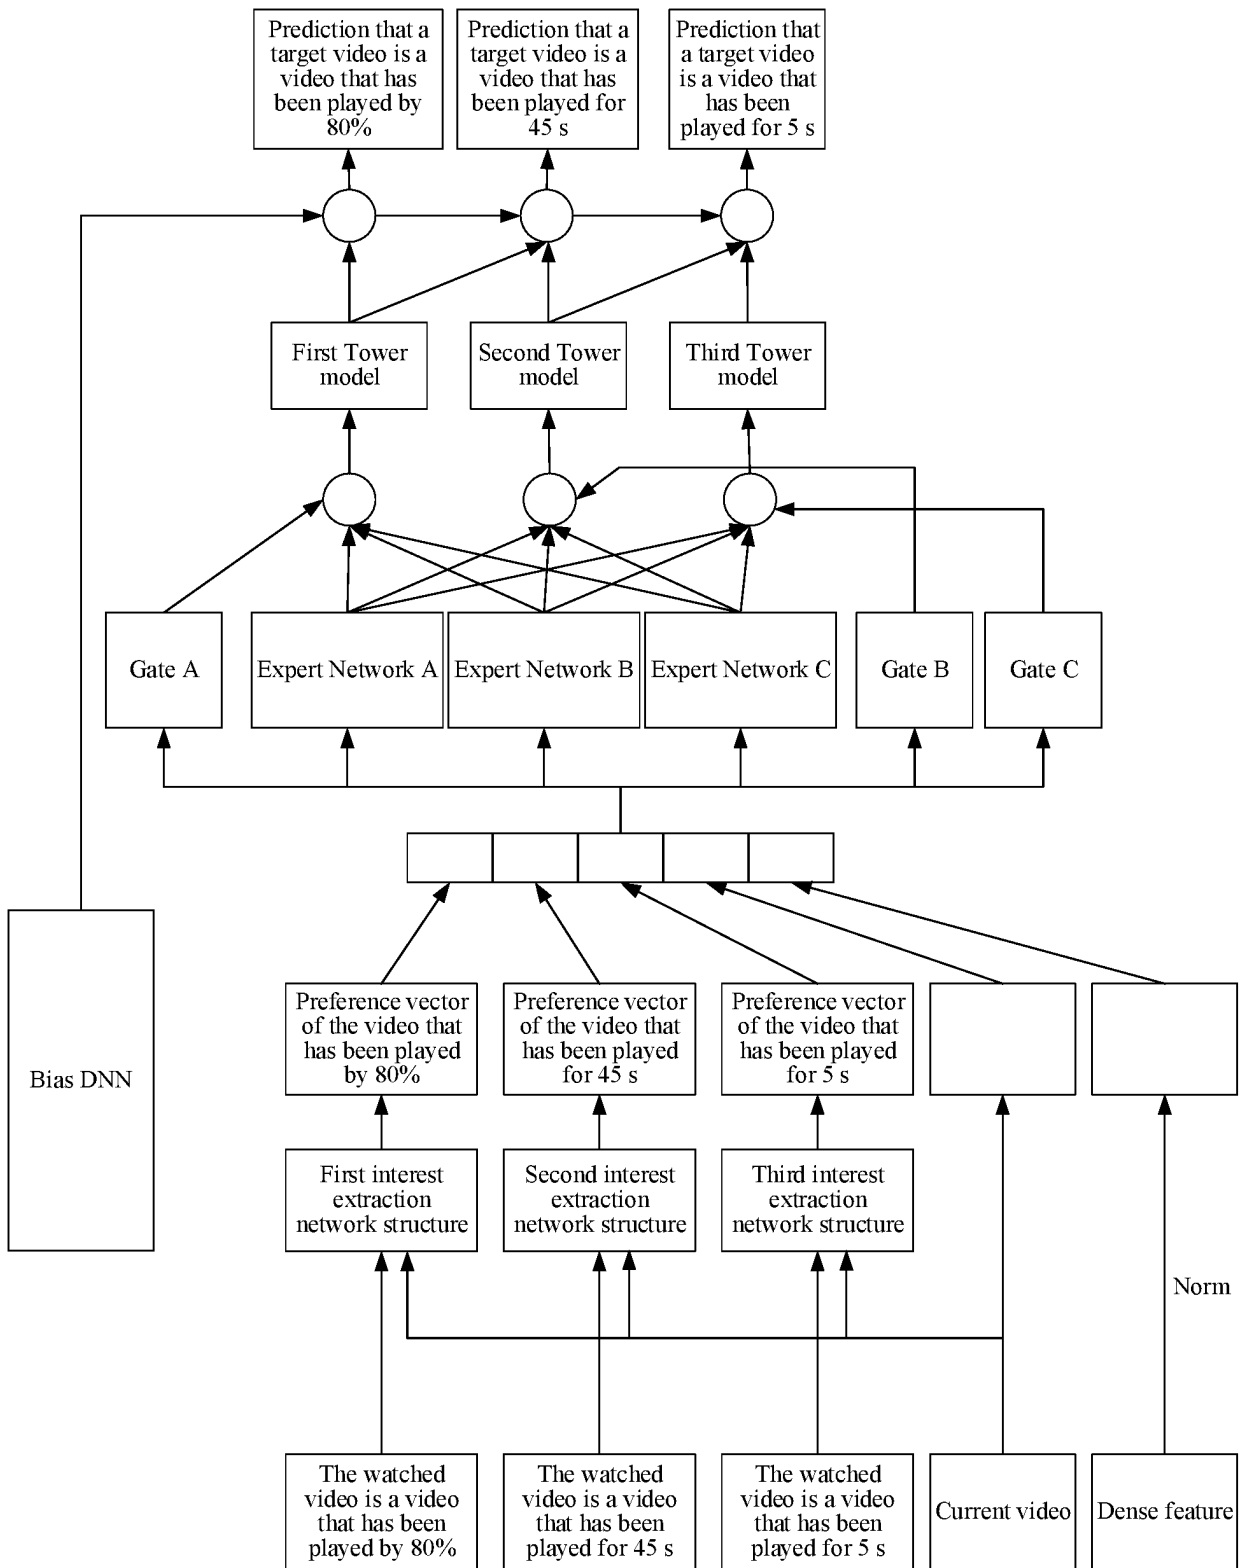 Prediction that a
target video is a
video that has
been played by
80%
Prediction that a
target video is a
video that has
been played for
45 s
Prediction that
a target video
is a video that
has been
played for 5 s
First Tower
model
Second Tower
model
Third Tower
model
Gate A
Expert Network A
Expert Network B
Expert Network C
Gate B
Gate C
Bias DNN
Preference vector
of the video that
has been played
by 80%
Preference vector
of the video that
has been played
for 45 s
Preference vector
of the video that
has been played
for 5 s
First interest
extraction
network structure
Second interest
extraction
network structure
Third interest
extraction
network structure
Norm
The watched
video is a video
that has been
played by 80%
The watched
video is a video
that has been
played for 45 s
The watched
video is a video
that has been
played for 5 s
Current video
Dense feature